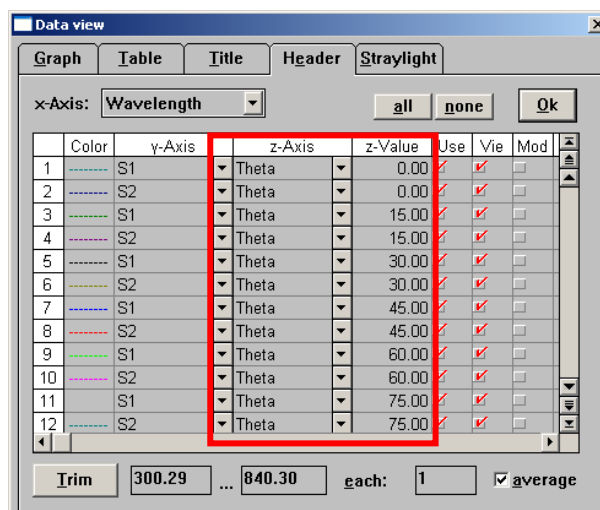 Data view
Graph Table Title Header Straylight
x-Axis: Wavelength all none Ok
Color y-Axis z-Axis z-Value Use Vie Mod
1 S1 Theta 0.00
2 S2 Theta 0.00
3 S1 Theta 15.00
4 S2 Theta 15.00
5 S1 Theta 30.00
6 S2 Theta 30.00
7 S1 Theta 45.00
8 S2 Theta 45.00
9 S1 Theta 60.00
10 S2 Theta 60.00
11 S1 Theta 75.00
12 S2 Theta 75.00
Trim 300.29 ... 840.30 each: 1 average